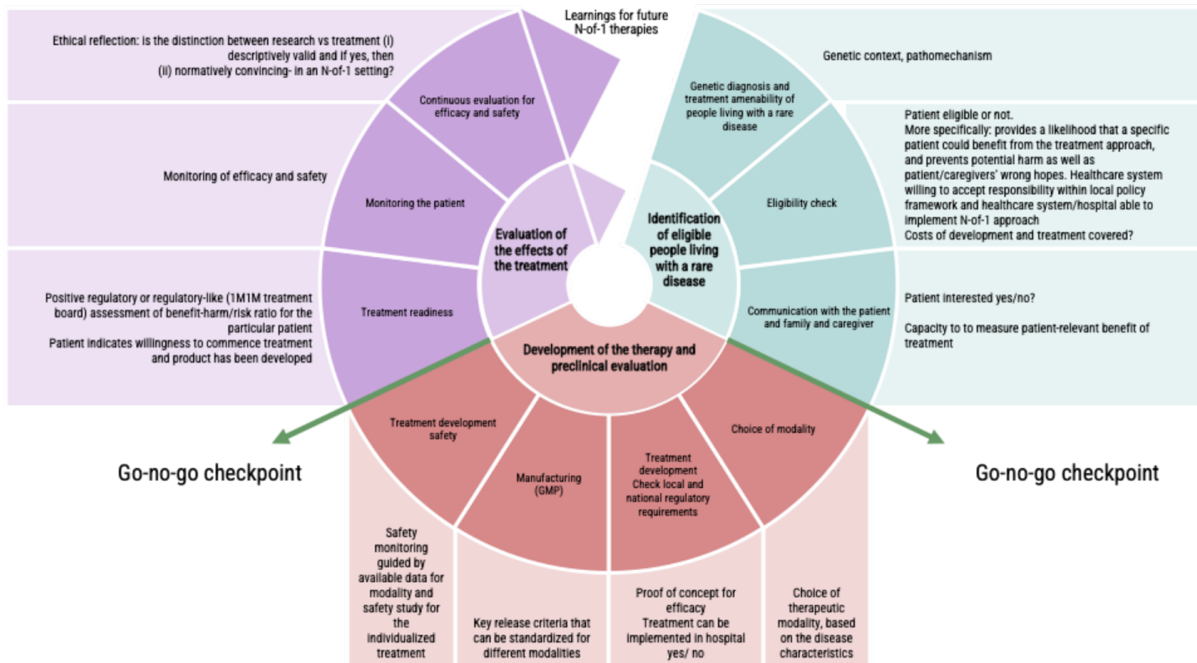 Learnings for future
N-of-1 therapies
Ethical reflection: is the distinction between research vs treatment (i)
descriptively valid and if yes, then
(ii) normatively convincing- in an N-of-1 setting?
Continuous evaluation for
efficacy and safety
Monitoring of efficacy and safety
Monitoring the patient
Positive regulatory or regulatory-like (1M1M treatment
board) assessment of benefit-harm/risk ratio for the
particular patient
Patient indicates willingness to commence treatment
and product has been developed
Treatment readiness
Evaluation of
the effects of
the treatment
Genetic diagnosis and
treatment amenability of
people living with a rare
disease
Genetic context, pathomechanism
Eligibility check
Patient eligible or not.
More specifically: provides a likelihood that a specific
patient could benefit from the treatment approach,
and prevents potential harm as well as
patient/caregivers' wrong hopes. Healthcare system
willing to accept responsibility within local policy
framework and healthcare system/hospital able to
implement N-of-1 approach
Costs of development and treatment covered?
Identification
of eligible
people living
with a rare
disease
Communication with the patient
and family and caregiver
Patient interested yes/no?
Capacity to to measure patient-relevant benefit of
treatment
Development of the therapy and
preclinical evaluation
Go-no-go checkpoint
Go-no-go checkpoint
Treatment development
safety
Manufacturing
(GMP)
Treatment
development
Check local and
national regulatory
requirements
Choice of modality
Safety
monitoring
guided by
available data for
modality and
safety study for
the
individualized
treatment
Key release criteria that
can be standardized for
different modalities
Proof of concept for
efficacy
Treatment can be
implemented in hospital
yes/ no
Choice of
therapeutic
modality, based
on the disease
characteristics